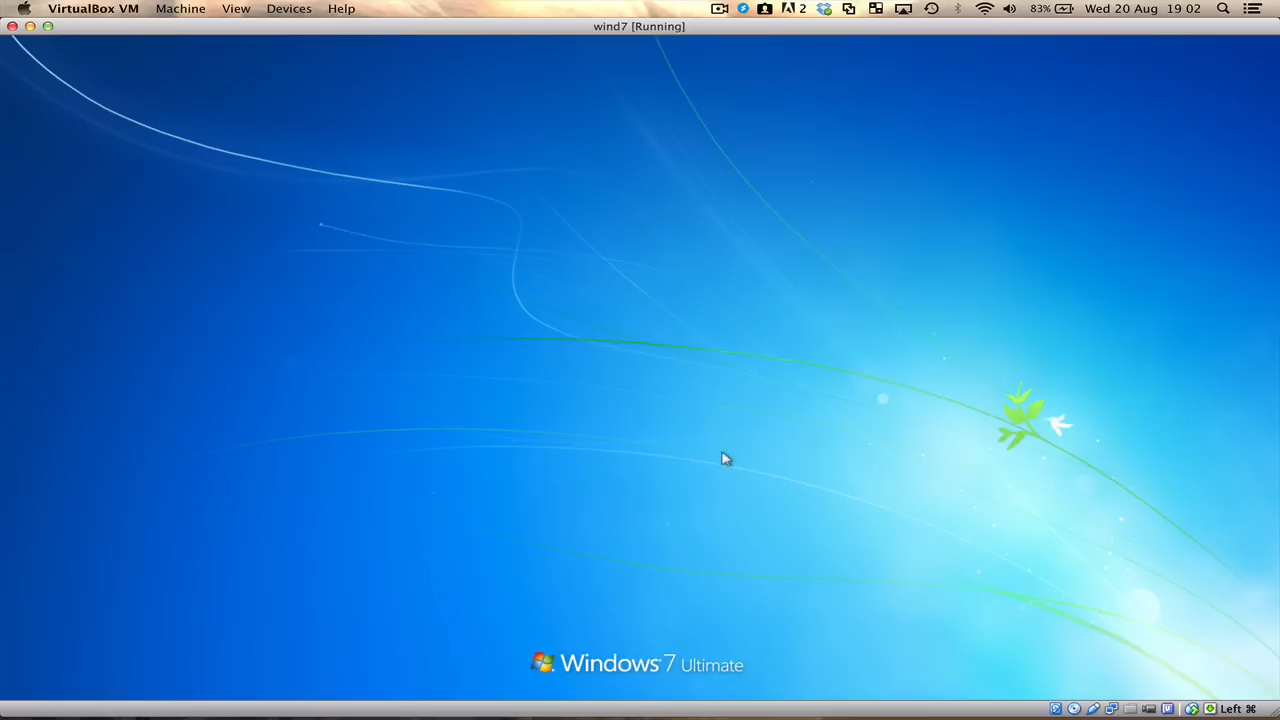 VirtualBox VM Machine View Devices Help 2 83% Wed 20 Aug 19 02
wind7 [Running]
Windows 7 Ultimate
Left ⌘